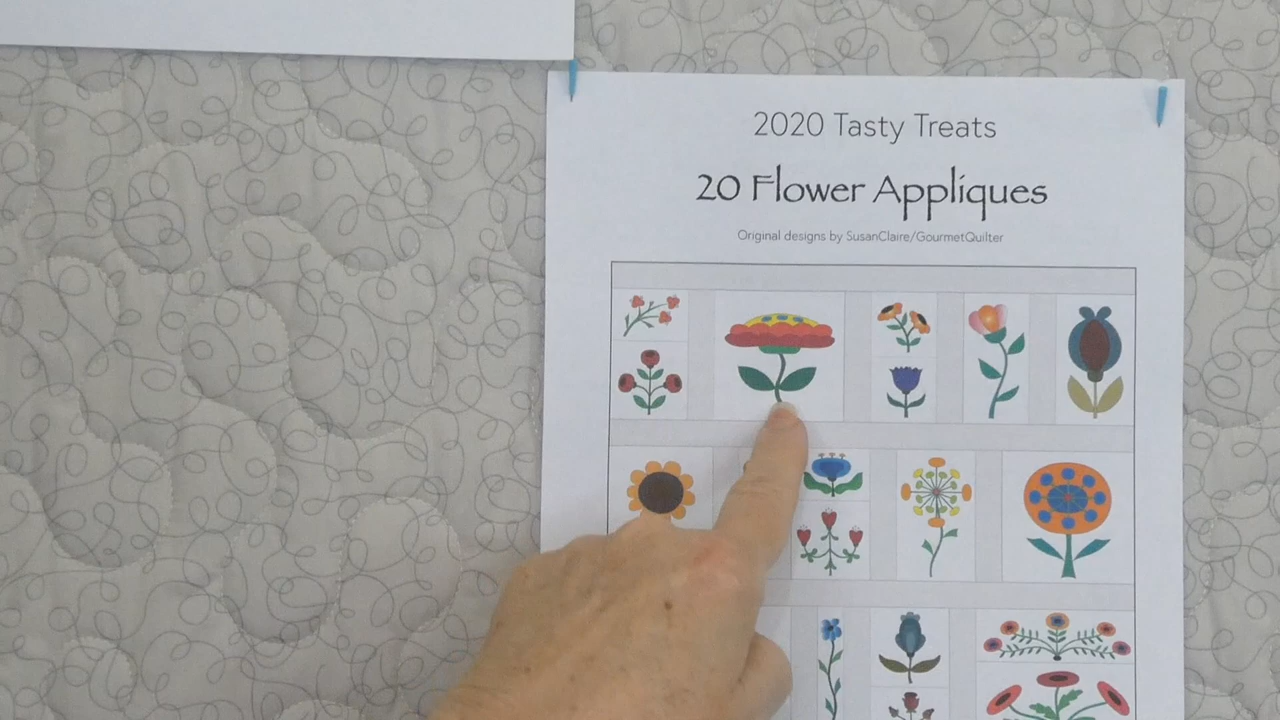 2020 Tasty Treats
20 Flower Appliques
Original designs by SusanClaire/GourmetQuilter